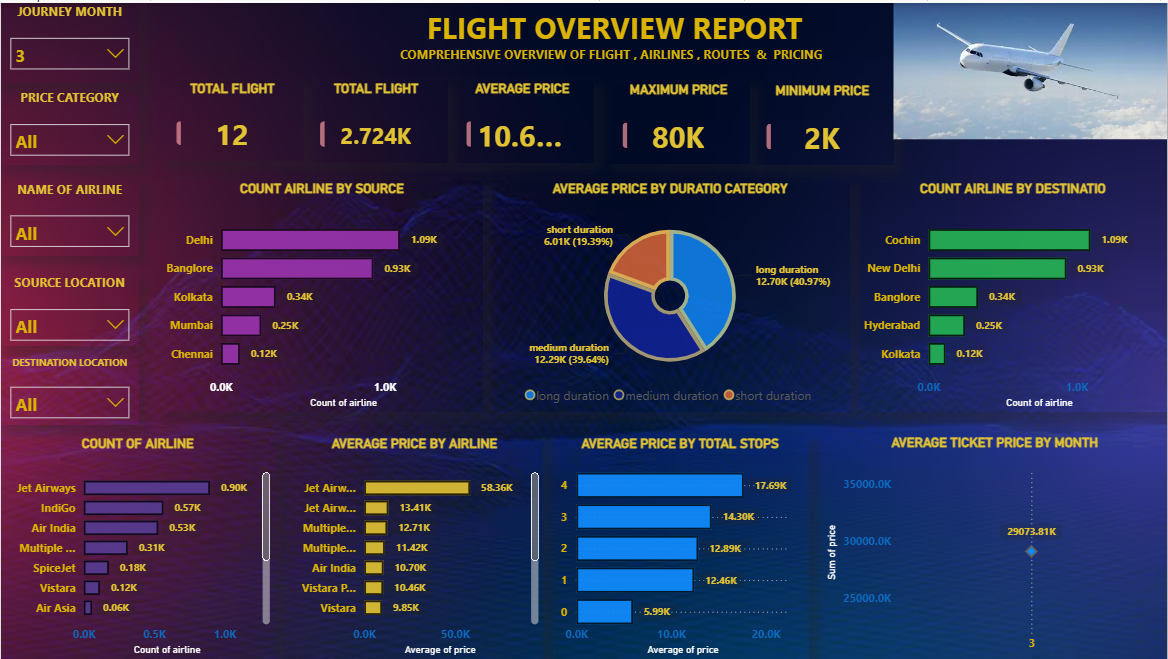 JOURNEY MONTH
3
PRICE CATEGORY
All
NAME OF AIRLINE
All
SOURCE LOCATION
All
DESTINATION LOCATION
All
FLIGHT OVERVIEW REPORT
COMPREHENSIVE OVERVIEW OF FLIGHT , AIRLINES , ROUTES & PRICING
TOTAL FLIGHT
12
TOTAL FLIGHT
2.724K
AVERAGE PRICE
10.6...
MAXIMUM PRICE
80K
MINIMUM PRICE
2K
COUNT AIRLINE BY SOURCE
Delhi 1.09K
Banglore 0.93K
Kolkata 0.34K
Mumbai 0.25K
Chennai 0.12K
0.0K 1.0K
Count of airline
AVERAGE PRICE BY DURATIO CATEGORY
short duration
6.01K (19.39%)
long duration
12.70K (40.97%)
medium duration
12.29K (39.64%)
long duration medium duration short duration
COUNT AIRLINE BY DESTINATIO
Cochin 1.09K
New Delhi 0.93K
Banglore 0.34K
Hyderabad 0.25K
Kolkata 0.12K
0.0K 1.0K
Count of airline
COUNT OF AIRLINE
Jet Airways 0.90K
IndiGo 0.57K
Air India 0.53K
Multiple ... 0.31K
SpiceJet 0.18K
Vistara 0.12K
Air Asia 0.06K
0.0K 0.5K 1.0K
Count of airline
AVERAGE PRICE BY AIRLINE
Jet Airw... 58.36K
Jet Airw... 13.41K
Multiple... 12.71K
Multiple... 11.42K
Air India 10.70K
Vistara P... 10.46K
Vistara 9.85K
0.0K 50.0K
Average of price
AVERAGE PRICE BY TOTAL STOPS
4 17.69K
3 14.30K
2 12.89K
1 12.46K
0 5.99K
0.0K 10.0K 20.0K
Average of price
AVERAGE TICKET PRICE BY MONTH
Sum of price
35000.0K
30000.0K
25000.0K
29073.81K
3